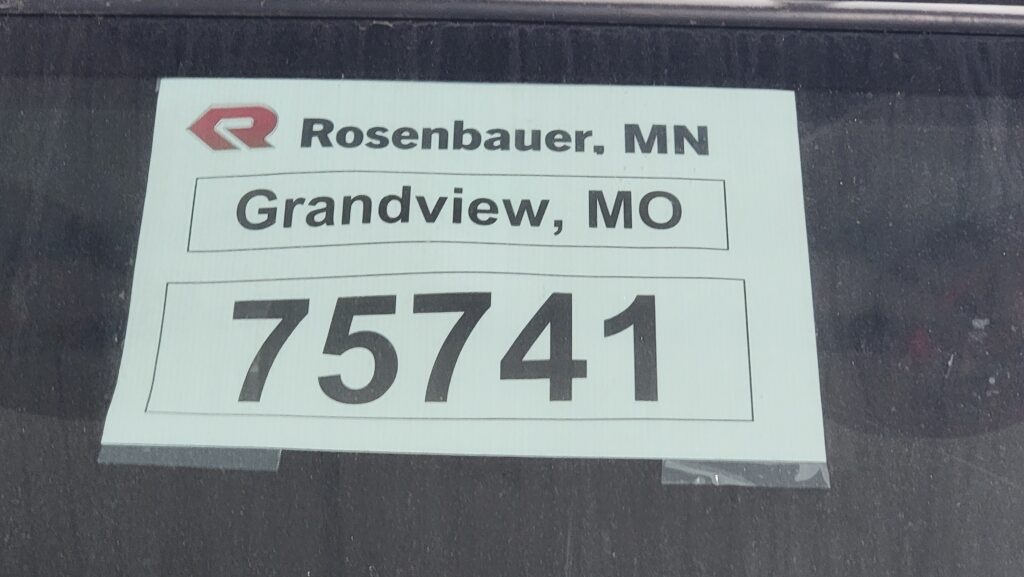 Rosenbauer, MN
Grandview, MO
75741